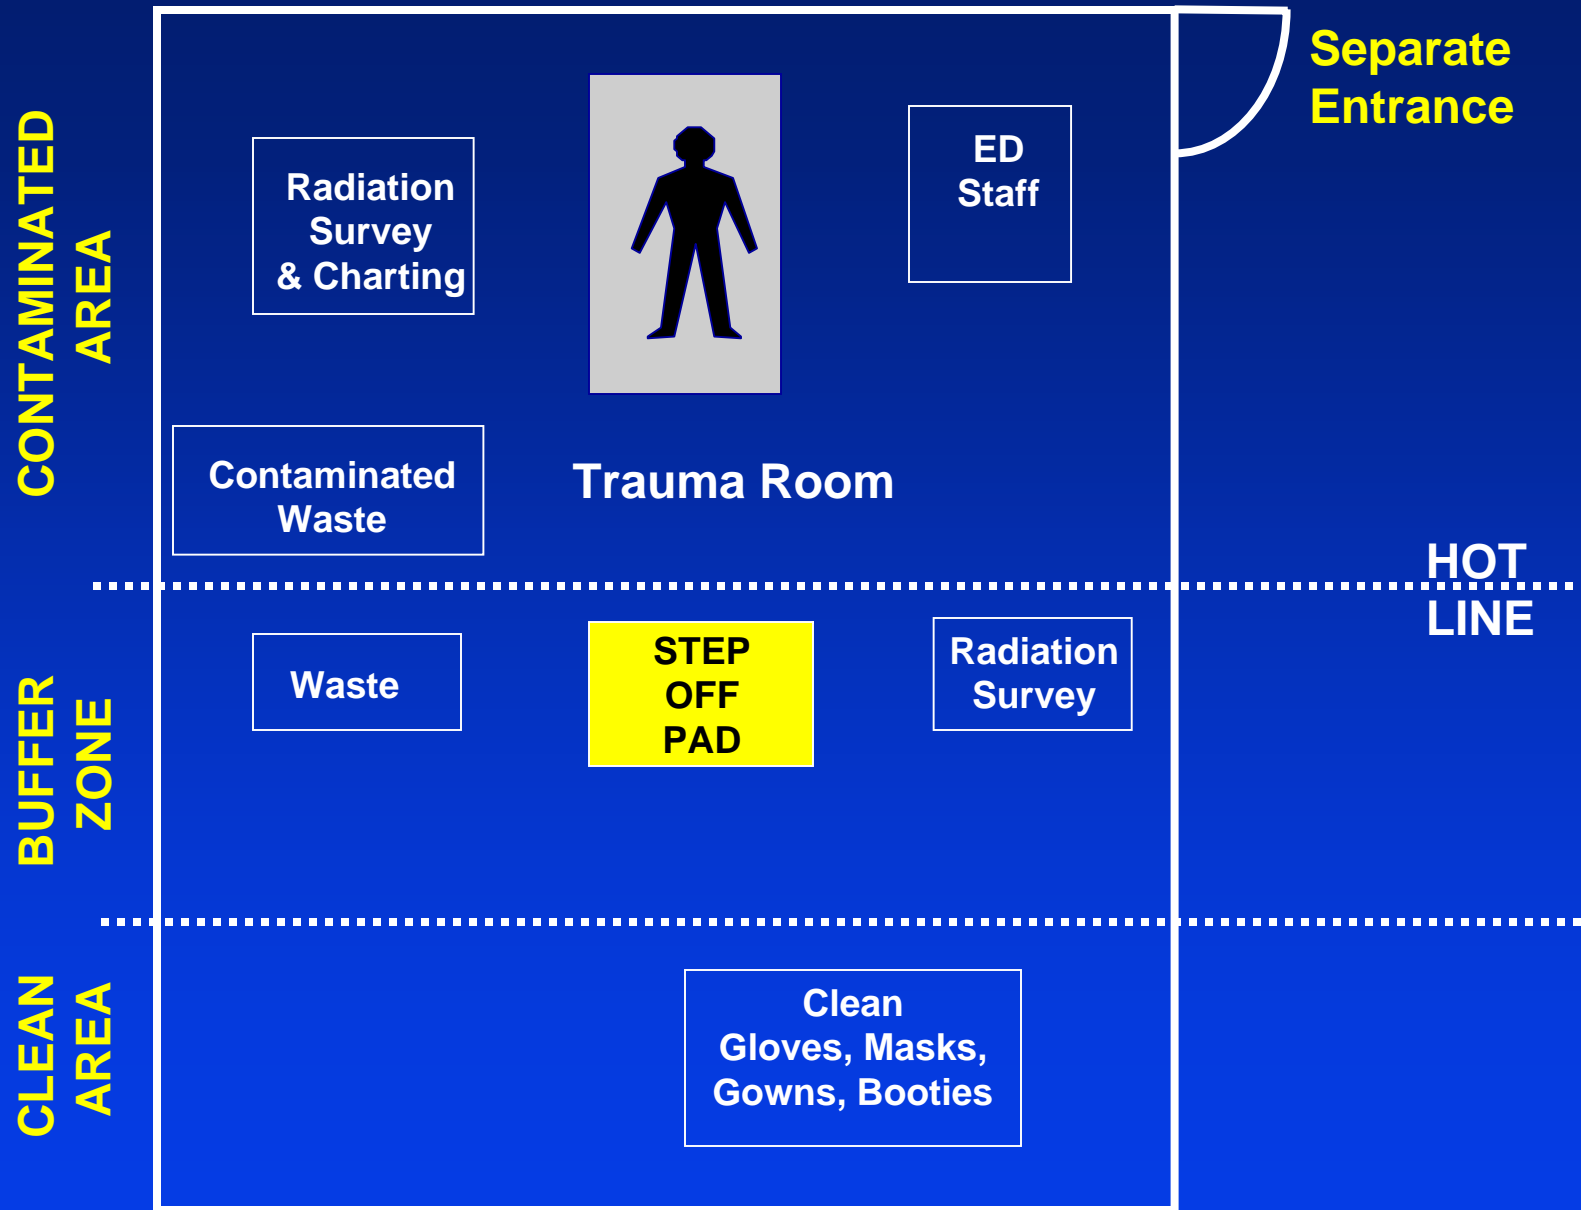 Separate
Entrance
CONTAMINATED
AREA
Radiation
Survey
& Charting
ED
Staff
Contaminated
Waste
Trauma Room
HOT
LINE
BUFFER
ZONE
Waste
STEP
OFF
PAD
Radiation
Survey
CLEAN
AREA
Clean
Gloves, Masks,
Gowns, Booties